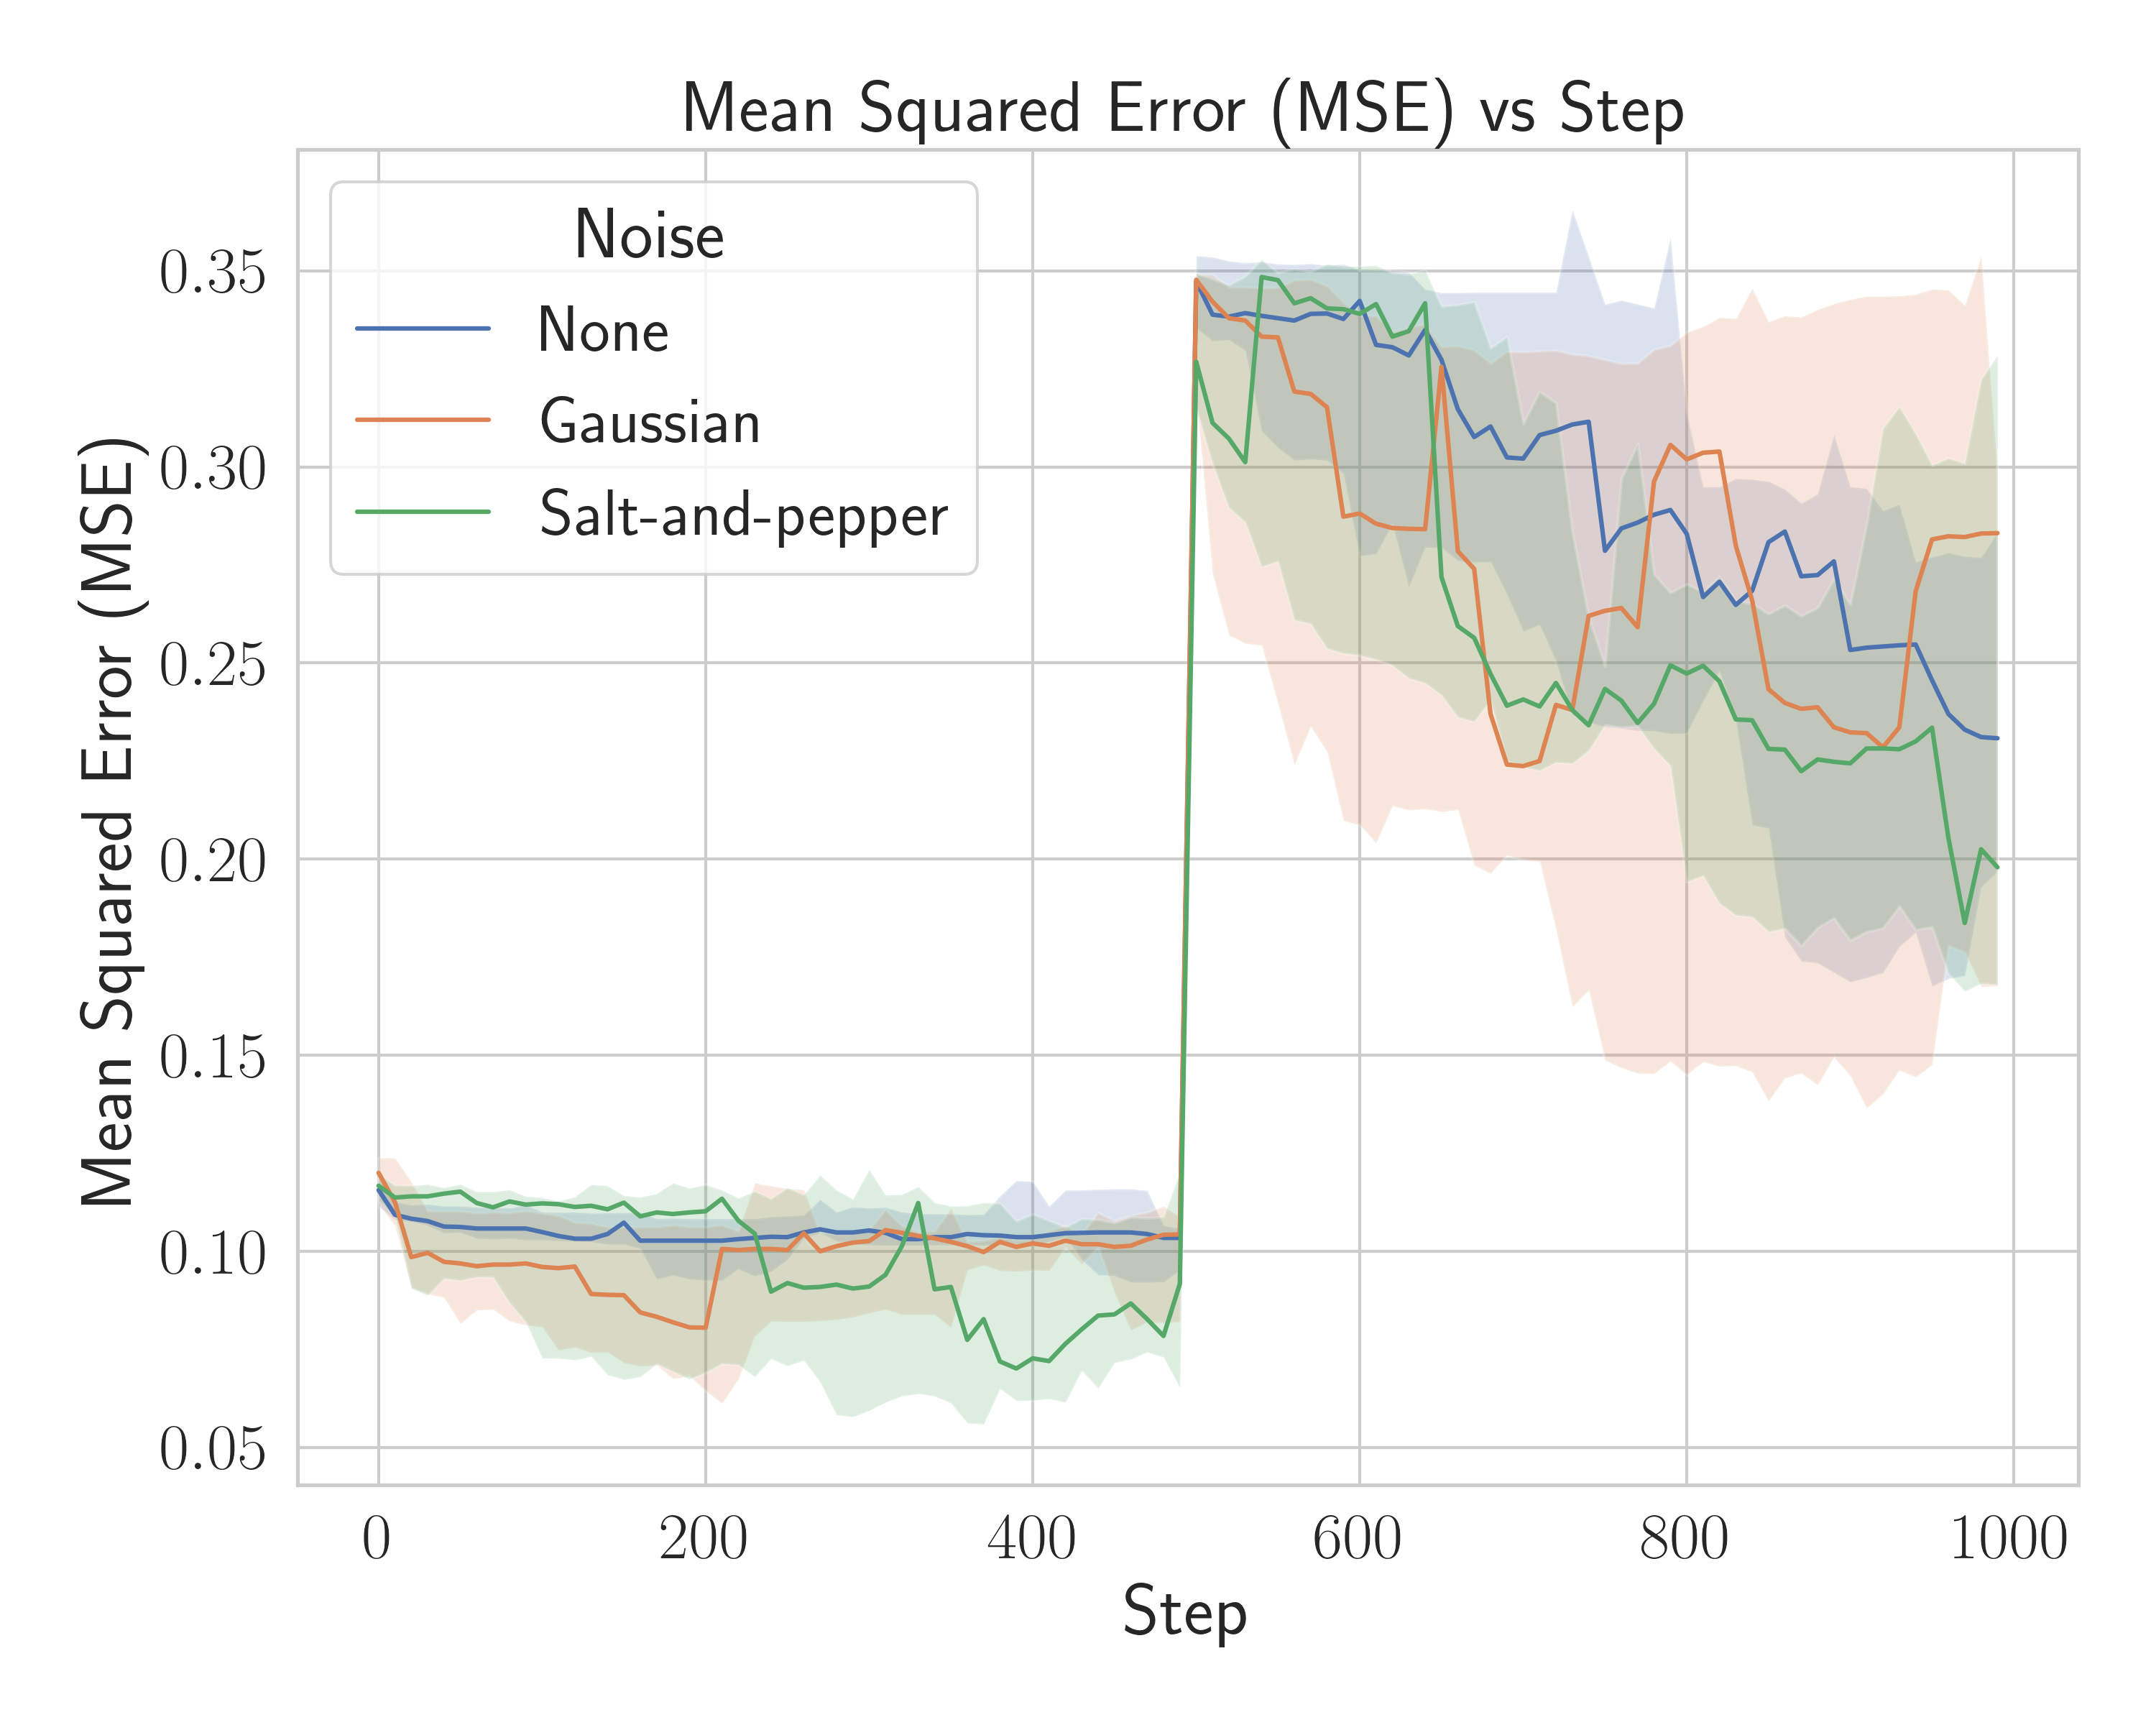 Mean Squared Error (MSE) vs Step
Noise
None
Gaussian
Salt-and-pepper
Mean Squared Error (MSE)
0.35
0.30
0.25
0.20
0.15
0.10
0.05
0 200 400 600 800 1000
Step